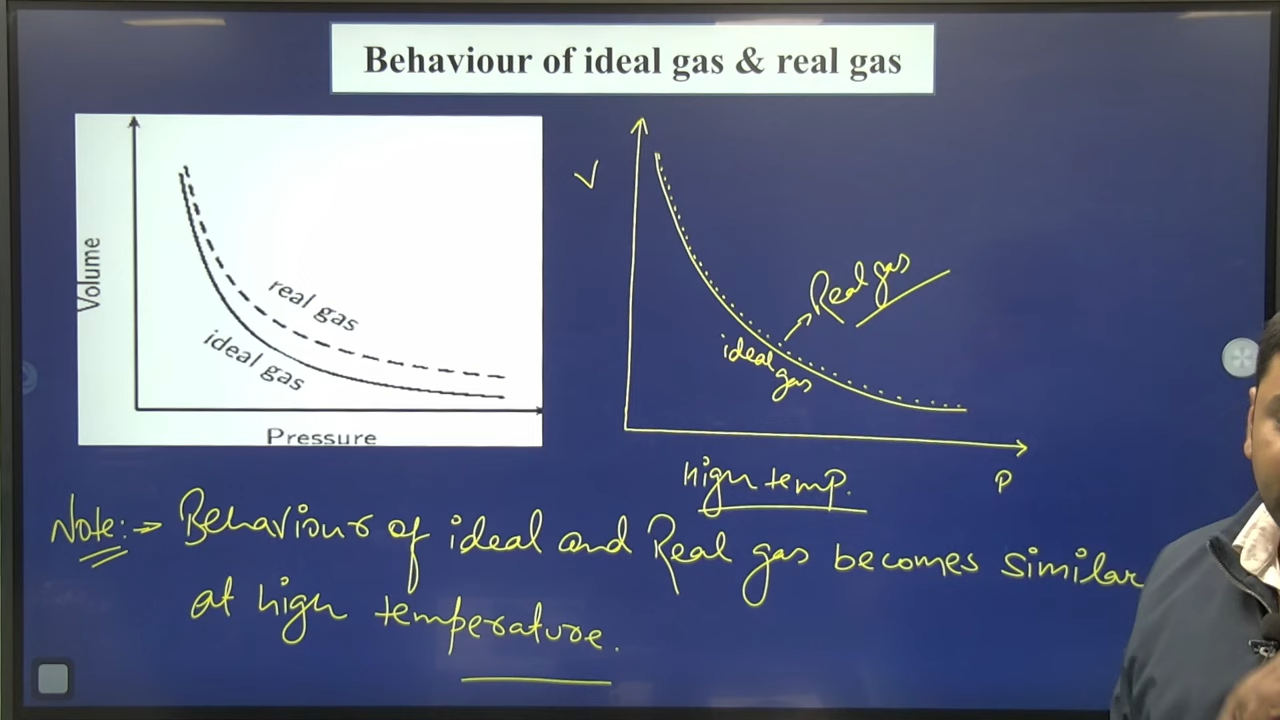 Behaviour of ideal gas & real gas
Volume
real gas
ideal gas
Pressure
V
Real gas
ideal
gas
P
High temp.
Note:→ Behaviour of ideal and Real gas becomes similar
at high temperature.